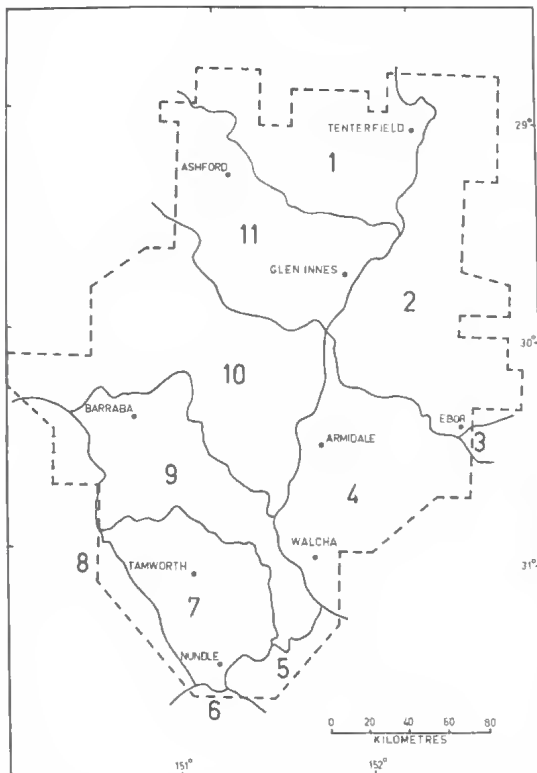 29°
TENTERFIELD
1
ASHFORD
11
GLEN INNES
2
30°
10
BARRABA
EBOR
3
ARMIDALE
9
4
WALCHA
31°
8
TAMWORTH
7
NUNDLE
5
6
0 20 40 60 80
KILOMETRES
151° 152°